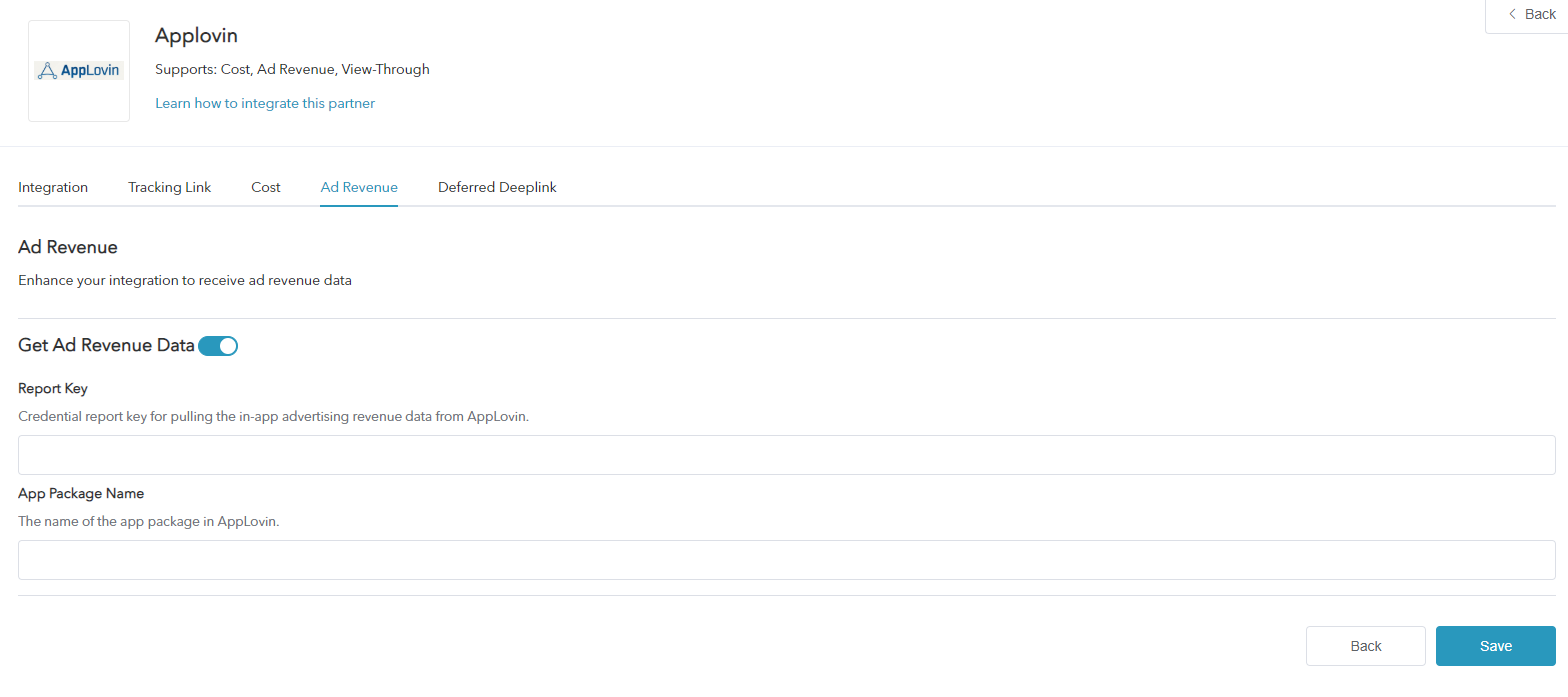 Back
AppLovin
Applovin
Supports: Cost, Ad Revenue, View-Through
Learn how to integrate this partner
Integration Tracking Link Cost Ad Revenue Deferred Deeplink
Ad Revenue
Enhance your integration to receive ad revenue data
Get Ad Revenue Data
Report Key
Credential report key for pulling the in-app advertising revenue data from AppLovin.
App Package Name
The name of the app package in AppLovin.
Back Save